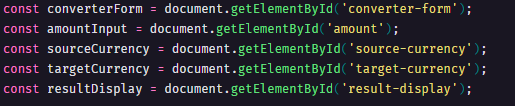 const converterForm = document.getElementById('converter-form');
const amountInput = document.getElementById('amount');
const sourceCurrency = document.getElementById('source-currency');
const targetCurrency = document.getElementById('target-currency');
const resultDisplay = document.getElementById('result-display');